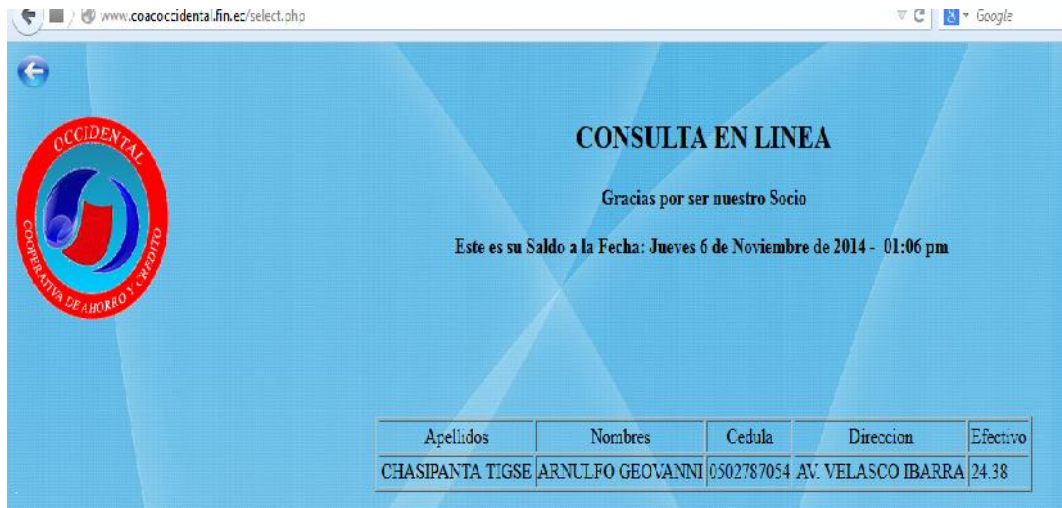 www.coacoccidental.fin.ec/select.php
Google
OCCIDENTAL
COOPERATIVA DE AHORRO Y CREDITO
CONSULTA EN LINEA
Gracias por ser nuestro Socio
Este es su Saldo a la Fecha: Jueves 6 de Noviembre de 2014 - 01:06 pm
Apellidos Nombres Cedula Direccion Efectivo
CHASIPANTA TIGSE ARNULFO GEOVANNI 0502787054 AV. VELASCO IBARRA 24.38